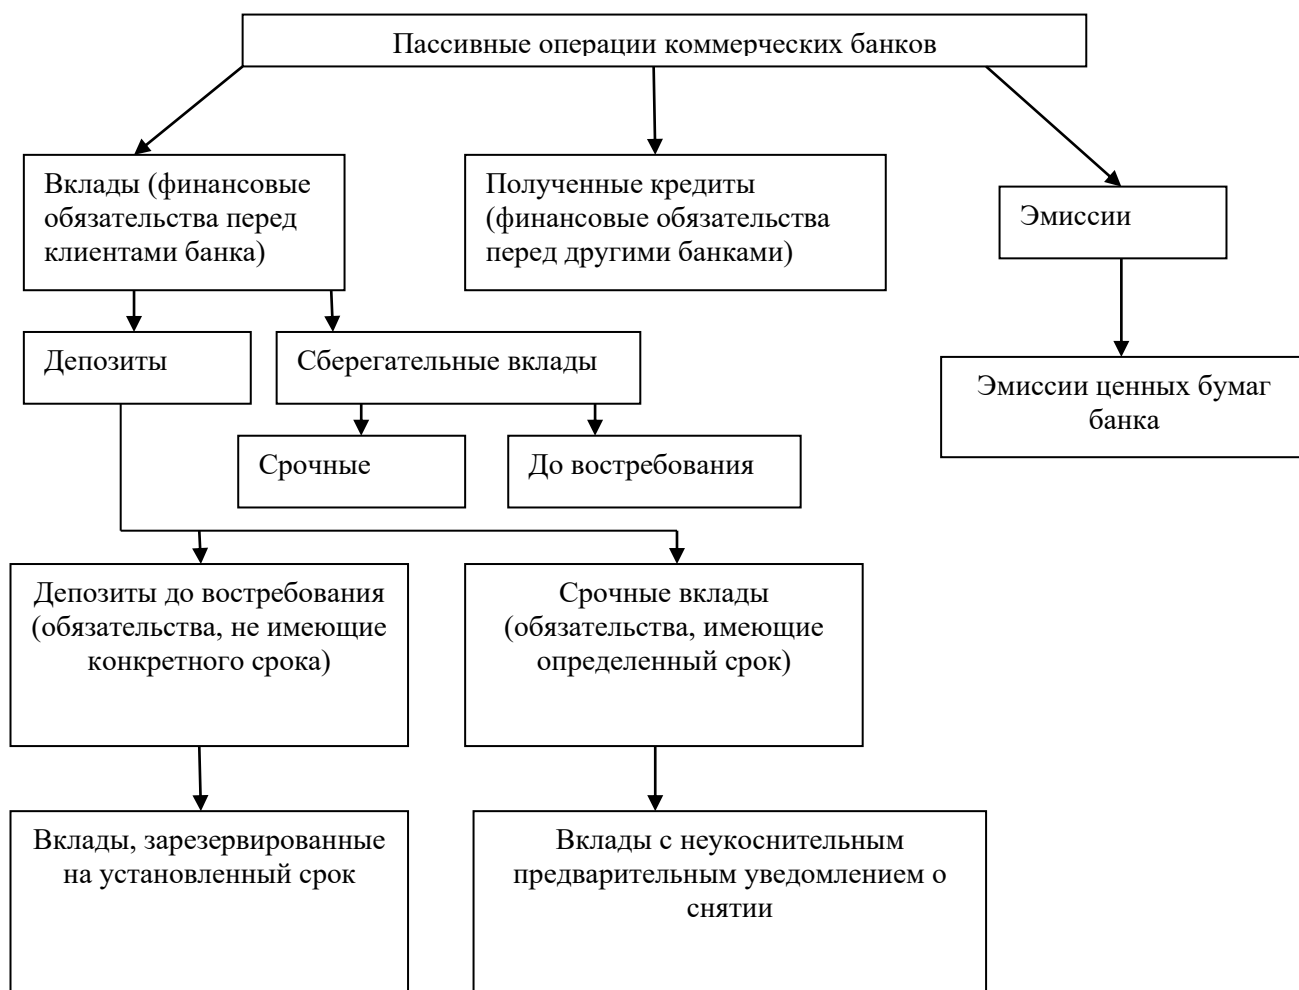 Пассивные операции коммерческих банков
Вклады (финансовые
обязательства перед
клиентами банка)
Полученные кредиты
(финансовые обязательства
перед другими банками)
Эмиссии
Депозиты
Сберегательные вклады
Эмиссии ценных бумаг
банка
Срочные
До востребования
Депозиты до востребования
(обязательства, не имеющие
конкретного срока)
Срочные вклады
(обязательства, имеющие
определенный срок)
Вклады, зарезервированные
на установленный срок
Вклады с неукоснительным
предварительным уведомлением о
снятии